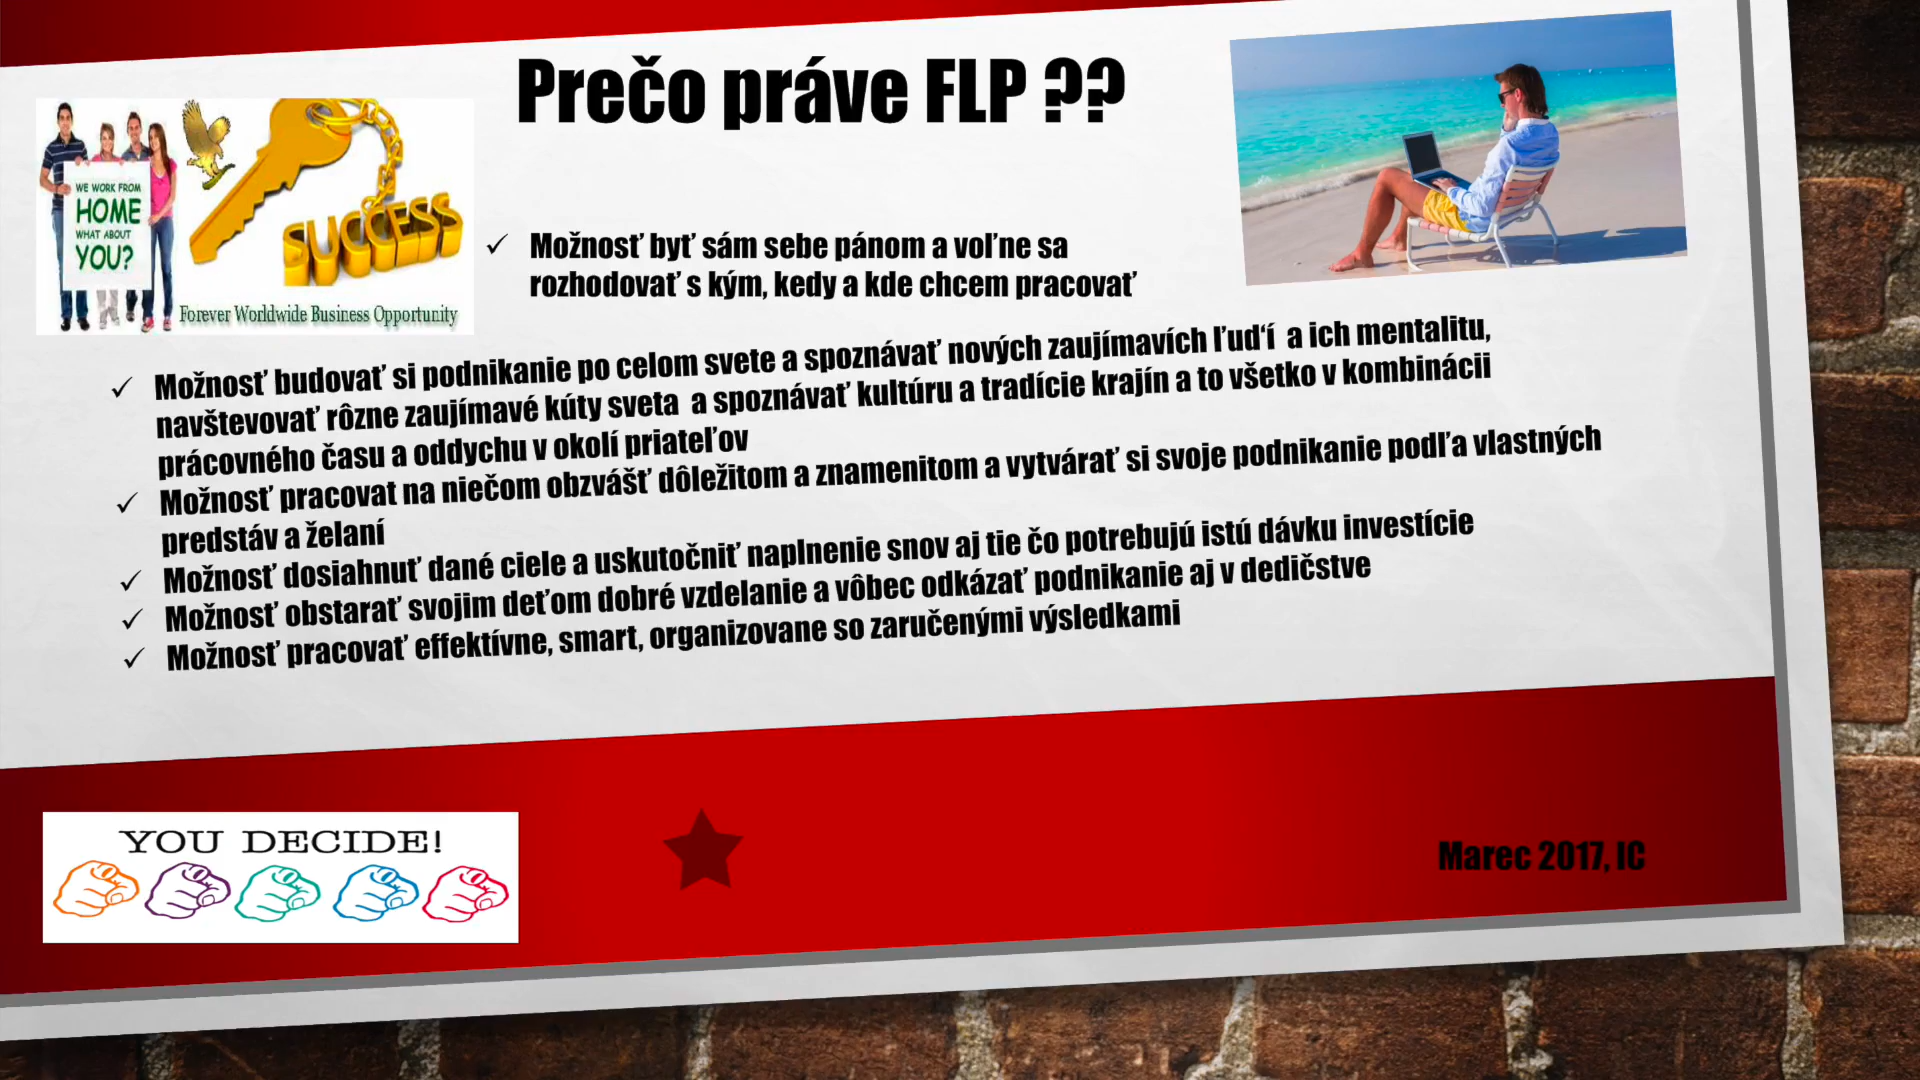 Prečo práve FLP ??
WE WORK FROM
HOME
WHAT ABOUT
YOU?
SUCCESS
Forever Worldwide Business Opportunity
✓ Možnosť byť sám sebe pánom a voľne sa
rozhodovať s kým, kedy a kde chcem pracovať
✓ Možnosť budovať si podnikanie po celom svete a spoznávať nových zaujímavích ľuďí a ich mentalitu,
navštevovať rôzne zaujímavé kúty sveta a spoznávať kultúru a tradície krajín a to všetko v kombinácii
prácovného času a oddychu v okolí priateľov
✓ Možnosť pracovat na niečom obzvášť dôležitom a znamenitom a vytvárať si svoje podnikanie podľa vlastných
predstáv a želaní
✓ Možnosť dosiahnuť dané ciele a uskutočniť naplnenie snov aj tie čo potrebujú istú dávku investície
✓ Možnosť obstarať svojim deťom dobré vzdelanie a vôbec odkázať podnikanie aj v dedičstve
✓ Možnosť pracovať effektívne, smart, organizovane so zaručenými výsledkami
YOU DECIDE!
Marec 2017, IC